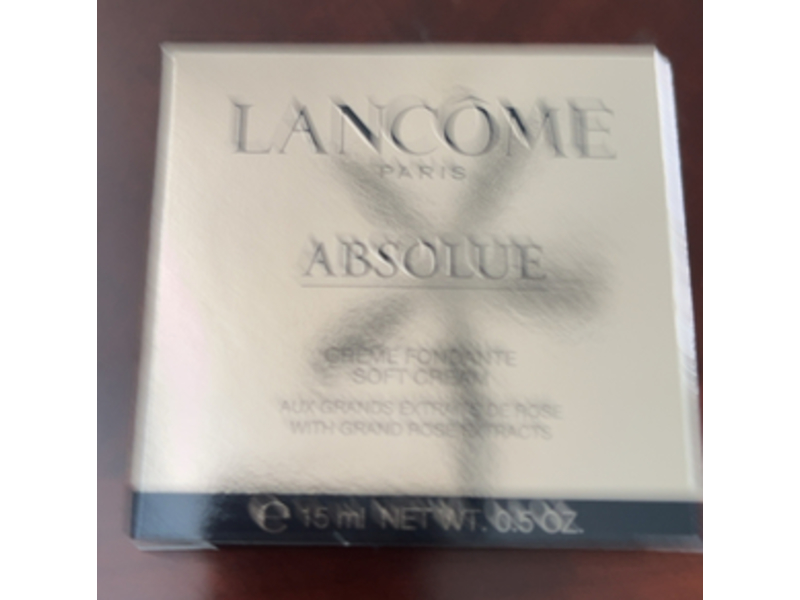 LANCÔME
PARIS
ABSOLUE
CRÈME FONDANTE
SOFT CREAM
AUX GRANDS EXTRAITS DE ROSE
WITH GRAND ROSE EXTRACTS
e 15 ml NET WT. 0.5 OZ.